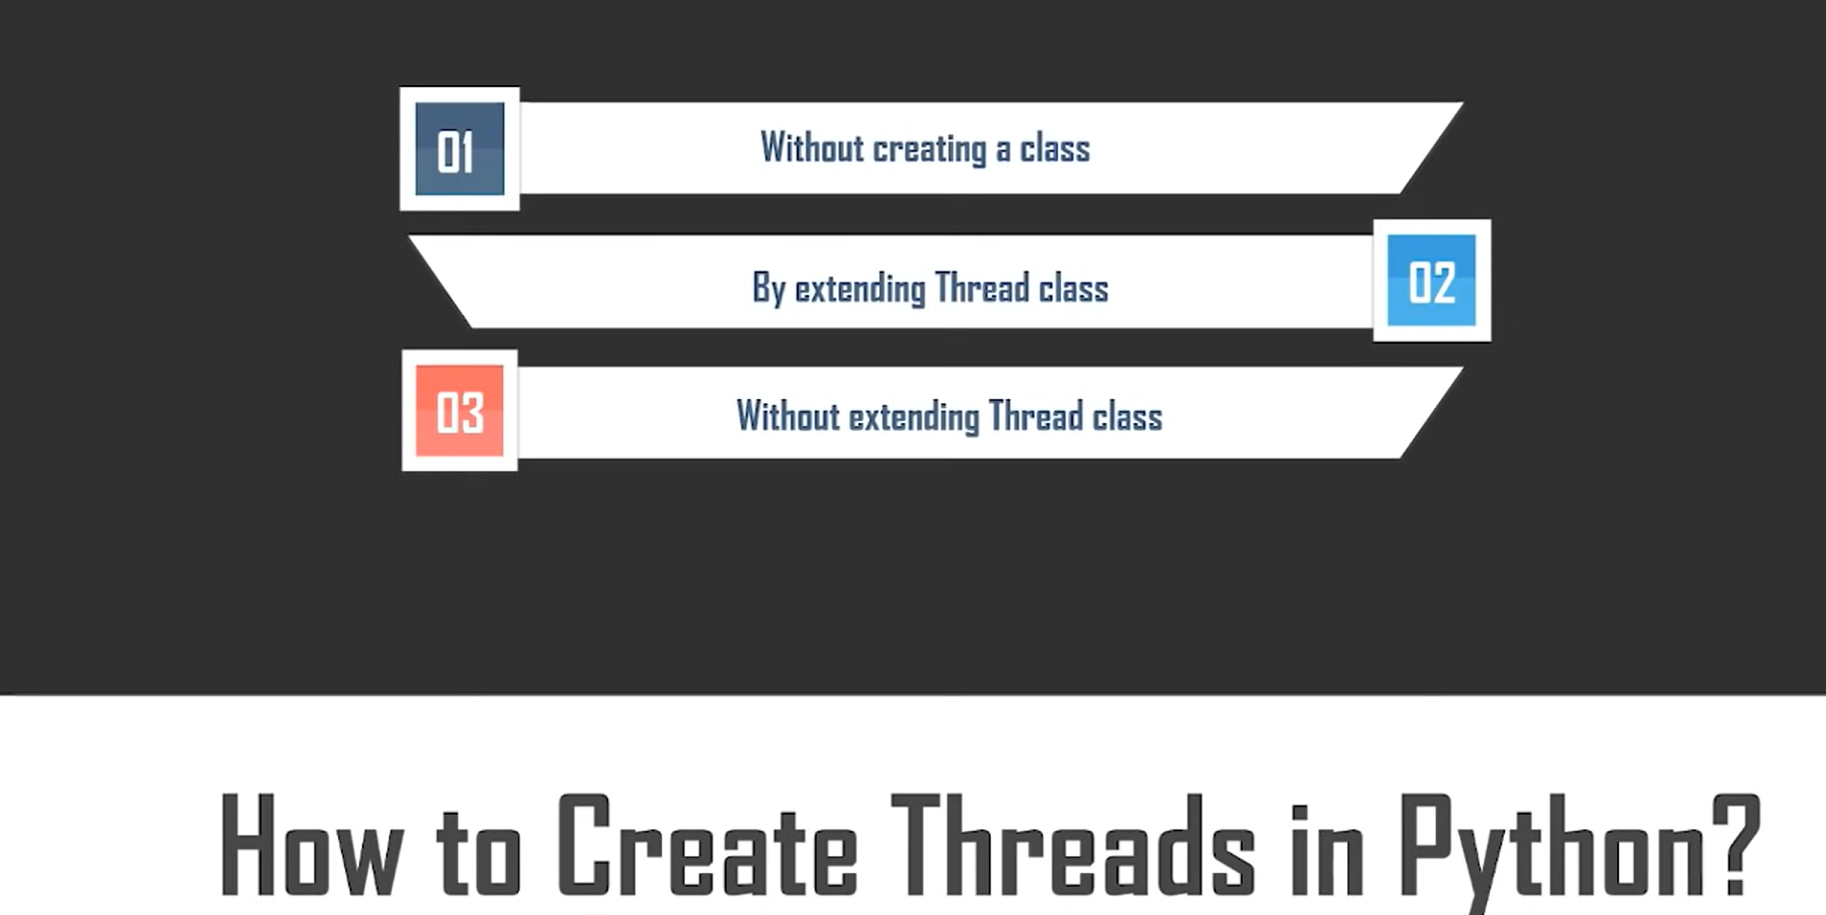 01
Without creating a class
By extending Thread class
02
03
Without extending Thread class
How to Create Threads in Python?